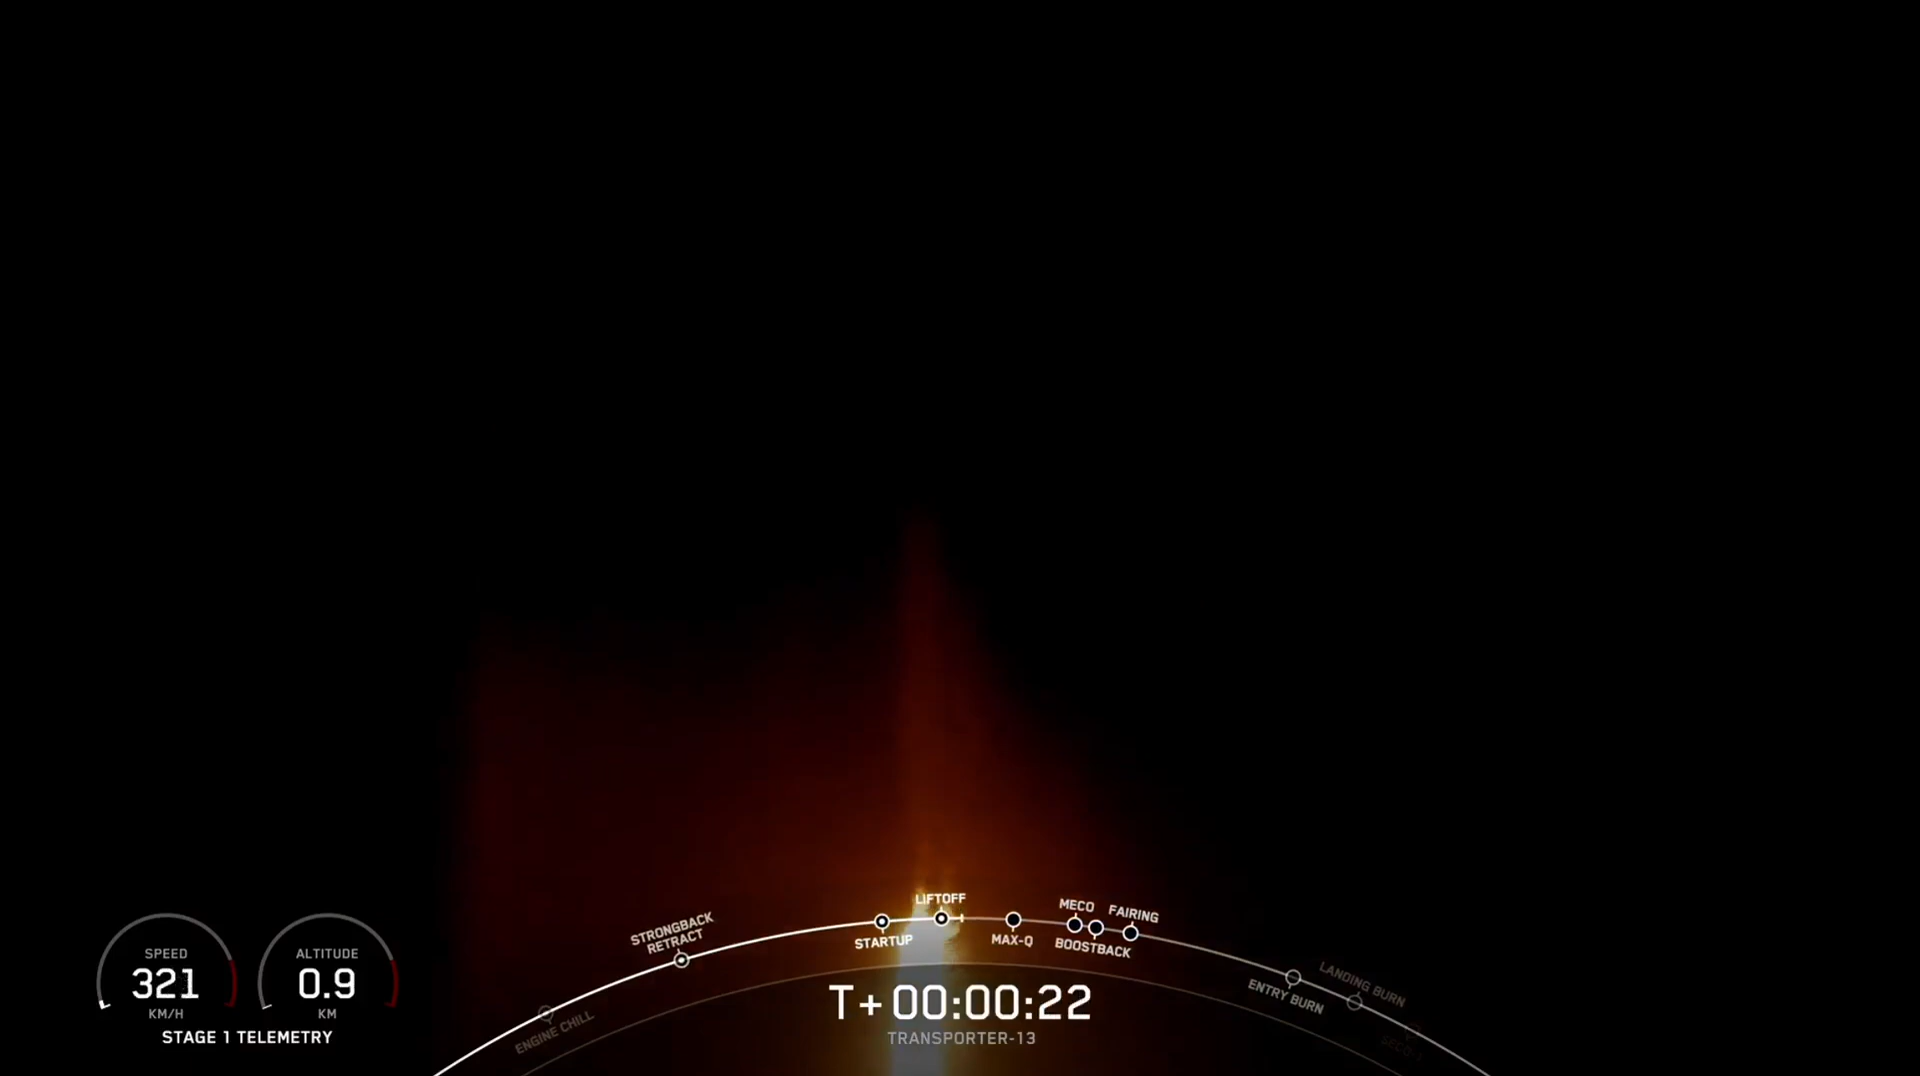 SPEED
321
KM/H
ALTITUDE
0.9
KM
STAGE 1 TELEMETRY
ENGINE CHILL
STRONGBACK
RETRACT
STARTUP
LIFTOFF
MAX-Q
MECO
BOOSTBACK
FAIRING
ENTRY BURN
LANDING BURN
T+00:00:22
TRANSPORTER-13